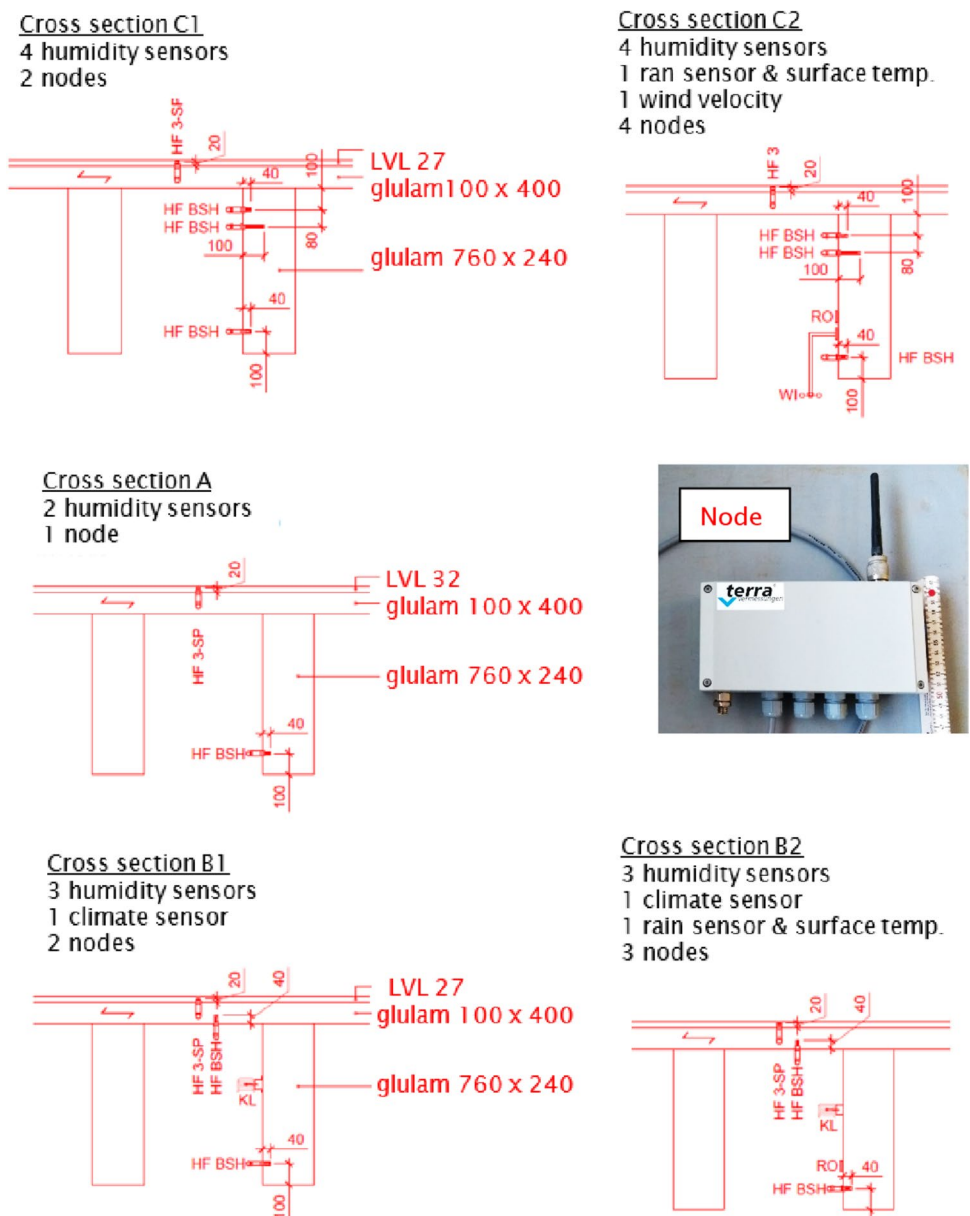 Cross section C1
4 humidity sensors
2 nodes
HF 3-SF
20
LVL 27
100
40
glulam100 x 400
HF BSH
HF BSH
100
80
glulam 760 x 240
40
HF BSH
100
Cross section C2
4 humidity sensors
1 ran sensor & surface temp.
1 wind velocity
4 nodes
HF 3
20
100
40
HF BSH
HF BSH
100
80
ROI
40
HF BSH
WI
100
Cross section A
2 humidity sensors
1 node
20
LVL 32
glulam 100 x 400
HF 3-SP
glulam 760 x 240
40
HF BSH
100
Node
terra
Cross section B1
3 humidity sensors
1 climate sensor
2 nodes
20
40
LVL 27
glulam 100 x 400
HF 3-SP
HF BSH
KL
glulam 760 x 240
40
HF BSH
100
Cross section B2
3 humidity sensors
1 climate sensor
1 rain sensor & surface temp.
3 nodes
20
40
HF 3-SP
HF BSH
KL
ROI
40
HF BSH